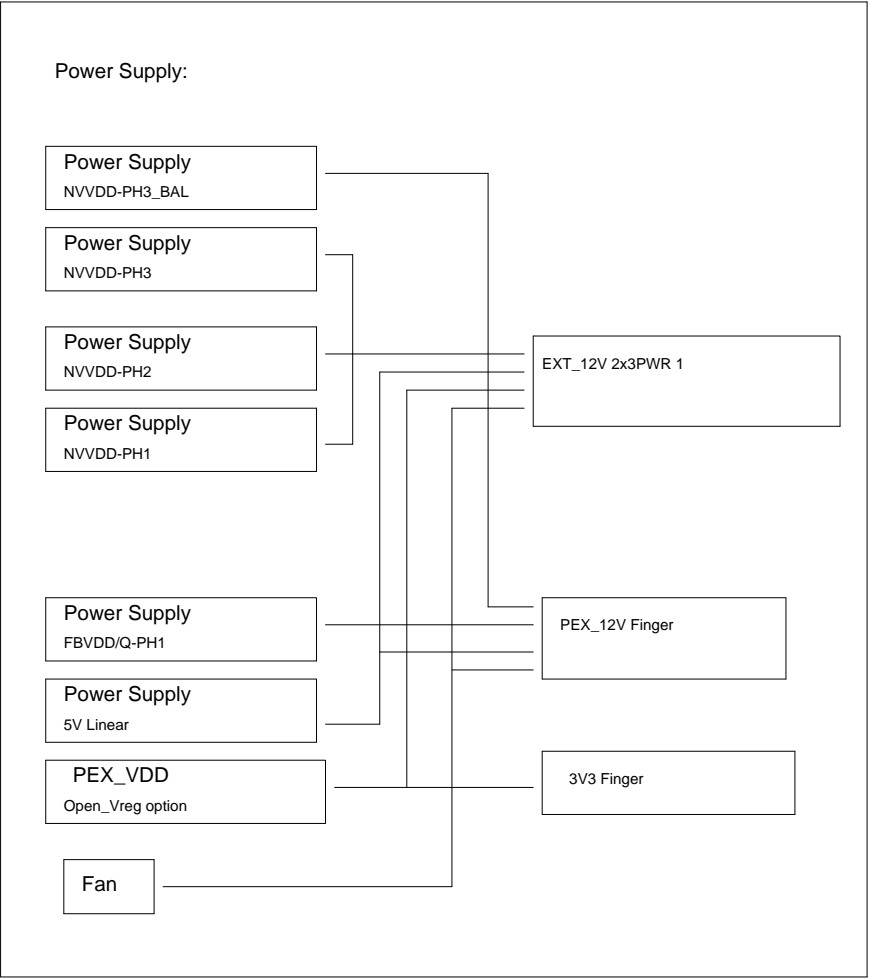 Power Supply:
Power Supply
NVVDD-PH3_BAL
Power Supply
NVVDD-PH3
Power Supply
NVVDD-PH2
EXT_12V 2x3PWR 1
Power Supply
NVVDD-PH1
Power Supply
FBVDD/Q-PH1
PEX_12V Finger
Power Supply
5V Linear
PEX_VDD
Open_Vreg option
3V3 Finger
Fan